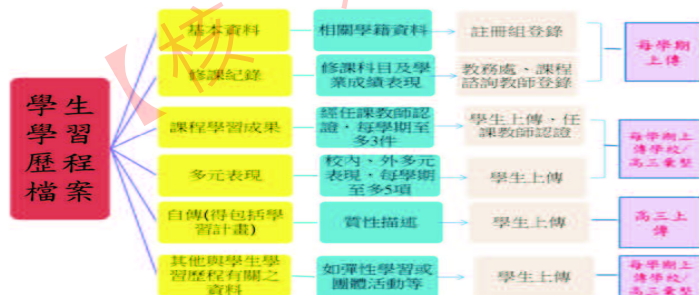 【核
學生
學習
歷程
檔案
基本資料
相關學籍資料
註冊組登錄
修課紀錄
修課科目及學
業成績表現
教務處、課程
諮詢教師登錄
每學期
上傳
課程學習成果
經任課教師認
證，每學期至
多3件
學生上傳、任
課教師認證
多元表現
校內、外多元
表現，每學期
至多5項
學生上傳
每學期上
傳學校/
高三彙整
自傳(得包括學
習計畫)
質性描述
學生上傳
高三上
傳
其他與學生學
習歷程有關之
資料
如彈性學習或
團體活動等
學生上傳
每學期上
傳學校/
高三彙整